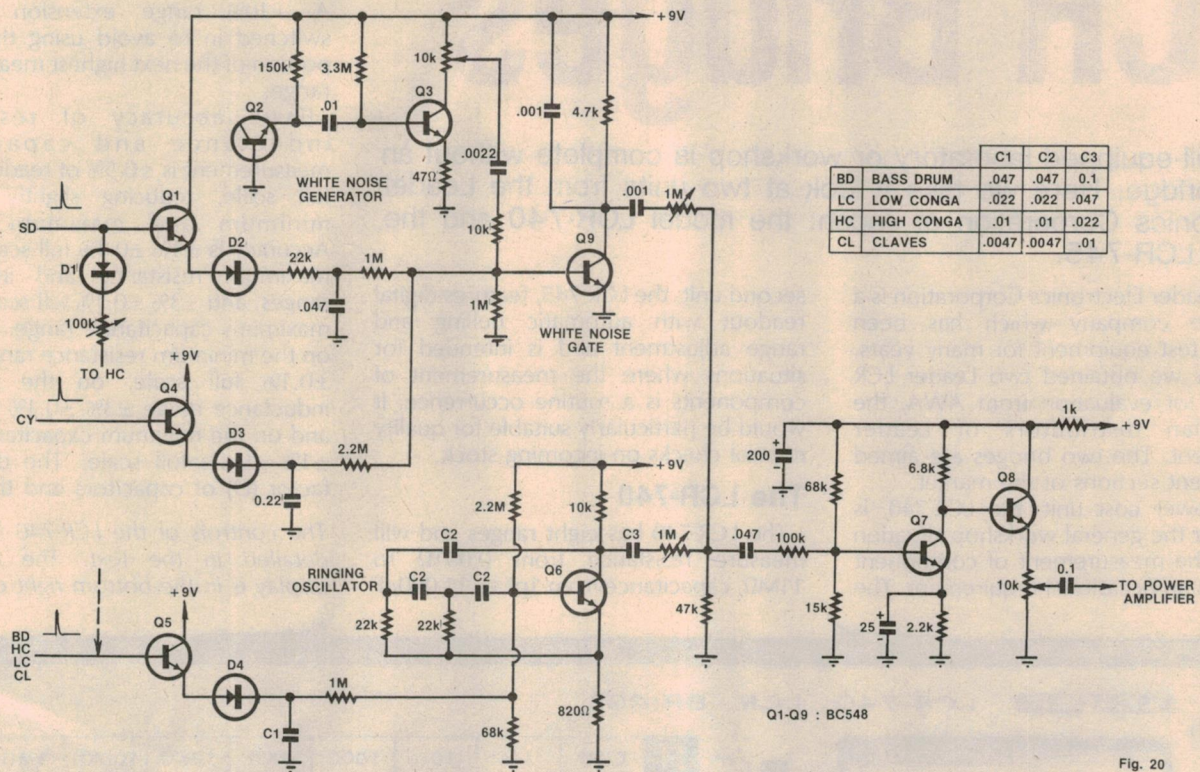 +9V
150k
3.3M
10k
Q2
.01
Q3
.001
4.7k
.0022
47Ω
WHITE NOISE
GENERATOR
C1 C2 C3
BD BASS DRUM .047 .047 0.1
LC LOW CONGA .022 .022 .047
HC HIGH CONGA .01 .01 .022
CL CLAVES .0047 .0047 .01
Q1
SD
D2
10k
.001
1M
Q9
D1
22k
1M
.047
1M
100k
WHITE NOISE
GATE
TO HC
+9V
Q4
CY
D3
2.2M
0.22
+9V
1k
+9V
200
68k
6.8k
Q8
2.2M
10k
C2
C3
1M
.047
100k
Q7
RINGING
OSCILLATOR
C2
C2
Q6
10k
0.1
TO POWER
AMPLIFIER
22k
22k
47k
15k
25
2.2k
+9V
Q5
BD
HC
LC
CL
D4
1M
C1
68k
820Ω
Q1-Q9 : BC548
Fig. 20